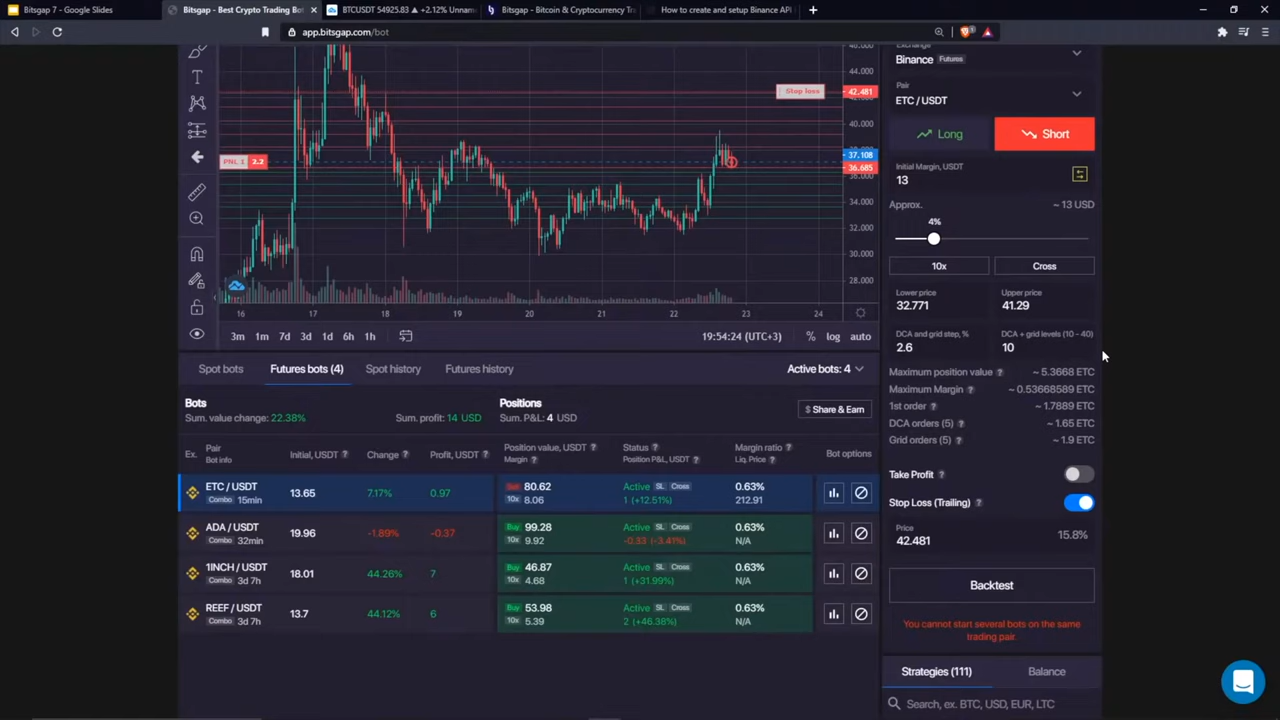 Bitsgap 7 - Google Slides
Bitsgap - Best Crypto Trading Bot
BTCUSDT 54925.83 ▲ +2.12% Unnam
Bitsgap - Bitcoin & Cryptocurrency Tr
How to create and setup Binance API
app.bitsgap.com/bot
44.000
Stop loss
42.481
40.000
PNL 1
2.2
37.108
36.685
34.000
32.000
30.000
28.000
16
17
18
19
20
21
22
23
24
3m
1m
7d
3d
1d
6h
1h
19:54:24 (UTC+3)
%
log
auto
Spot bots
Futures bots (4)
Spot history
Futures history
Active bots: 4
Bots
Sum. value change: 22.38%
Sum. profit: 14 USD
Positions
Sum. P&L: 4 USD
$ Share & Earn
Ex.
Pair
Bot info
Initial, USDT
Change
Profit, USDT
Position value, USDT
Margin
Status
Position P&L, USDT
Margin ratio
Liq. Price
Bot options
ETC / USDT
Combo 15min
13.65
7.17%
0.97
Sell 80.62
10x 8.06
Active SL Cross
1 (+12.51%)
0.63%
212.91
ADA / USDT
Combo 32min
19.96
-1.89%
-0.37
Buy 99.28
10x 9.92
Active SL Cross
-0.33 (-3.41%)
0.63%
N/A
1INCH / USDT
Combo 3d 7h
18.01
44.26%
7
Buy 46.87
10x 4.68
Active SL Cross
1 (+31.99%)
0.63%
N/A
REEF / USDT
Combo 3d 7h
13.7
44.12%
6
Buy 53.98
10x 5.39
Active SL Cross
2 (+46.38%)
0.63%
N/A
Exchange
Binance Futures
Pair
ETC / USDT
Long
Short
Initial Margin, USDT
13
Approx.
~ 13 USD
4%
10x
Cross
Lower price
32.771
Upper price
41.29
DCA and grid step, %
2.6
DCA + grid levels (10 - 40)
10
Maximum position value ? ~ 5.3668 ETC
Maximum Margin ? ~ 0.53668589 ETC
1st order ? ~ 1.7889 ETC
DCA orders (5) ? ~ 1.65 ETC
Grid orders (5) ? ~ 1.9 ETC
Take Profit ?
Stop Loss (Trailing) ?
Price
42.481
15.8%
Backtest
You cannot start several bots on the same
trading pair.
Strategies (111)
Balance
Search, ex. BTC, USD, EUR, LTC